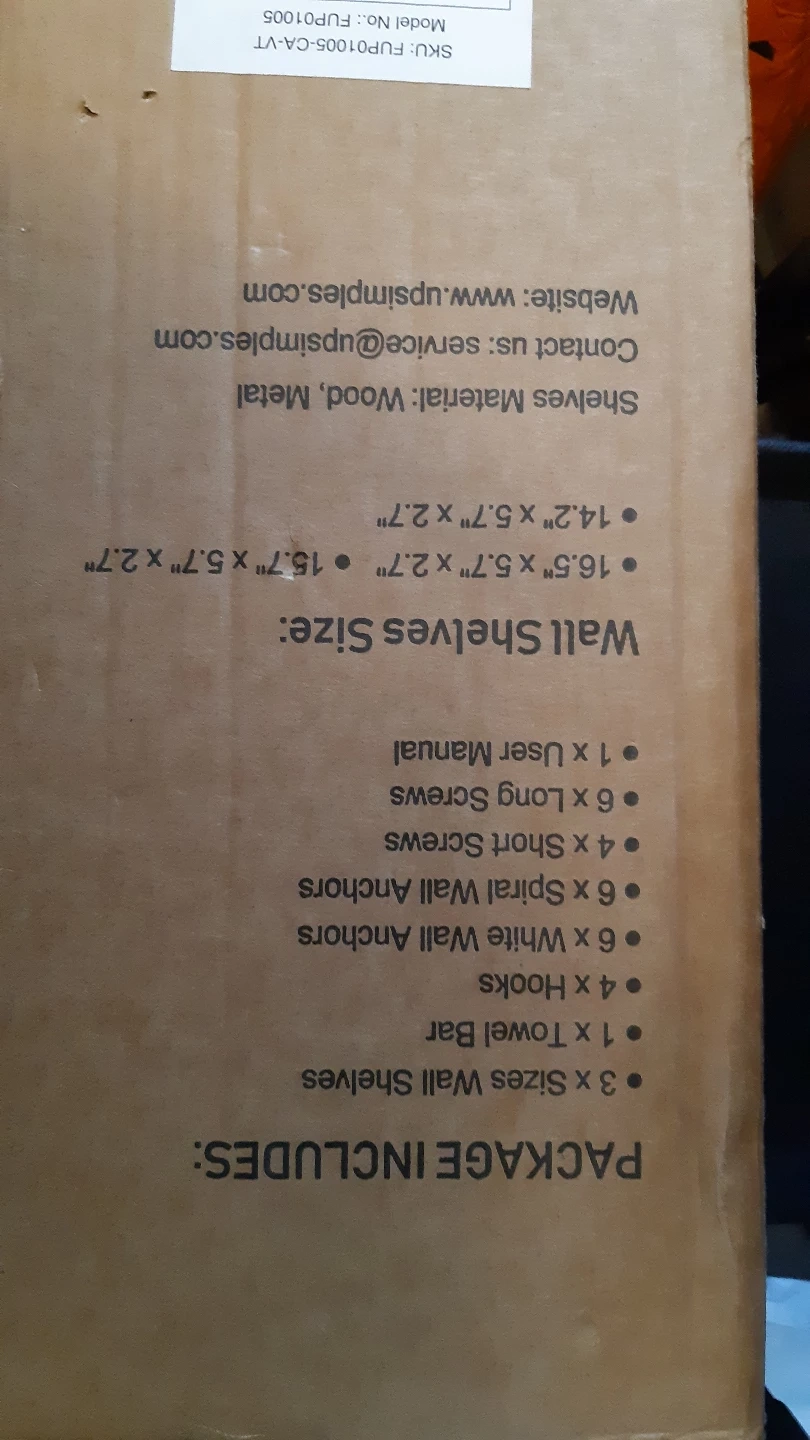 PACKAGE INCLUDES:
• 3 x Sizes Wall Shelves
• 1 x Towel Bar
• 4 x Hooks
• 6 x White Wall Anchors
• 6 x Spiral Wall Anchors
• 4 x Short Screws
• 6 x Long Screws
• 1 x User Manual
Wall Shelves Size:
• 16.5" x 5.7" x 2.7" • 15.7" x 5.7" x 2.7"
• 14.2" x 5.7" x 2.7"
Shelves Material: Wood, Metal
Contact us: service@upsimples.com
Website: www.upsimples.com
SKU: FUP01005-CA-VT
Model No.: FUP01005